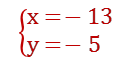 x = − 13
y = − 5